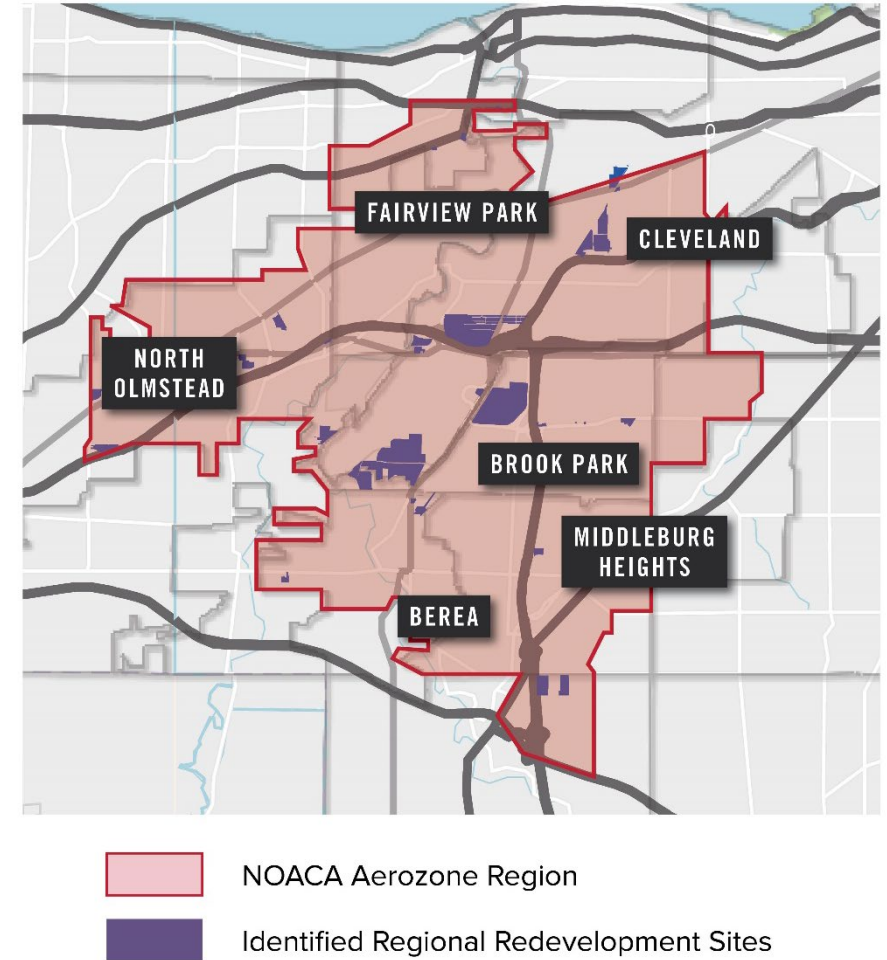 FAIRVIEW PARK
CLEVELAND
NORTH
OLMSTEAD
BROOK PARK
MIDDLEBURG
HEIGHTS
BEREA
NOACA Aerozone Region
Identified Regional Redevelopment Sites